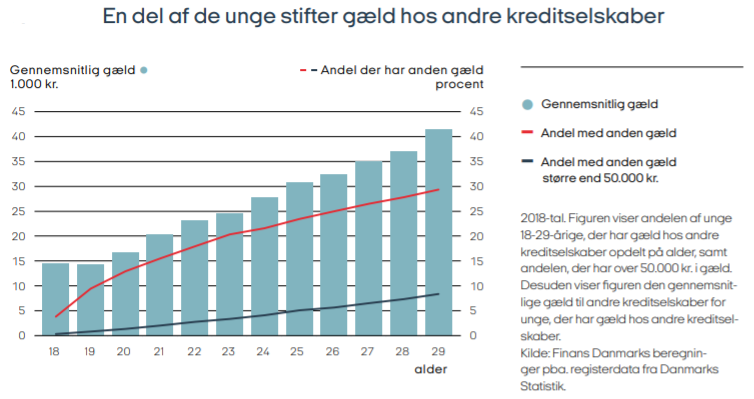 En del af de unge stifter gæld hos andre kreditselskaber
Gennemsnitlig gæld
1.000 kr.
Andel der har anden gæld
procent
45 45
40 40
35 35
30 30
25 25
20 20
15 15
10 10
5 5
0 0
18 19 20 21 22 23 24 25 26 27 28 29
alder
Gennemsnitlig gæld
Andel med anden gæld
Andel med anden gæld
større end 50.000 kr.
2018-tal. Figuren viser andelen af unge
18-29-årige, der har gæld hos andre
kreditselskaber opdelt på alder, samt
andelen, der har over 50.000 kr. i gæld.
Desuden viser figuren den gennemsnit-
lige gæld til andre kreditselskaber for
unge, der har gæld hos andre kreditsel-
skaber.
Kilde: Finans Danmarks beregnin-
ger pba. registerdata fra Danmarks
Statistik.